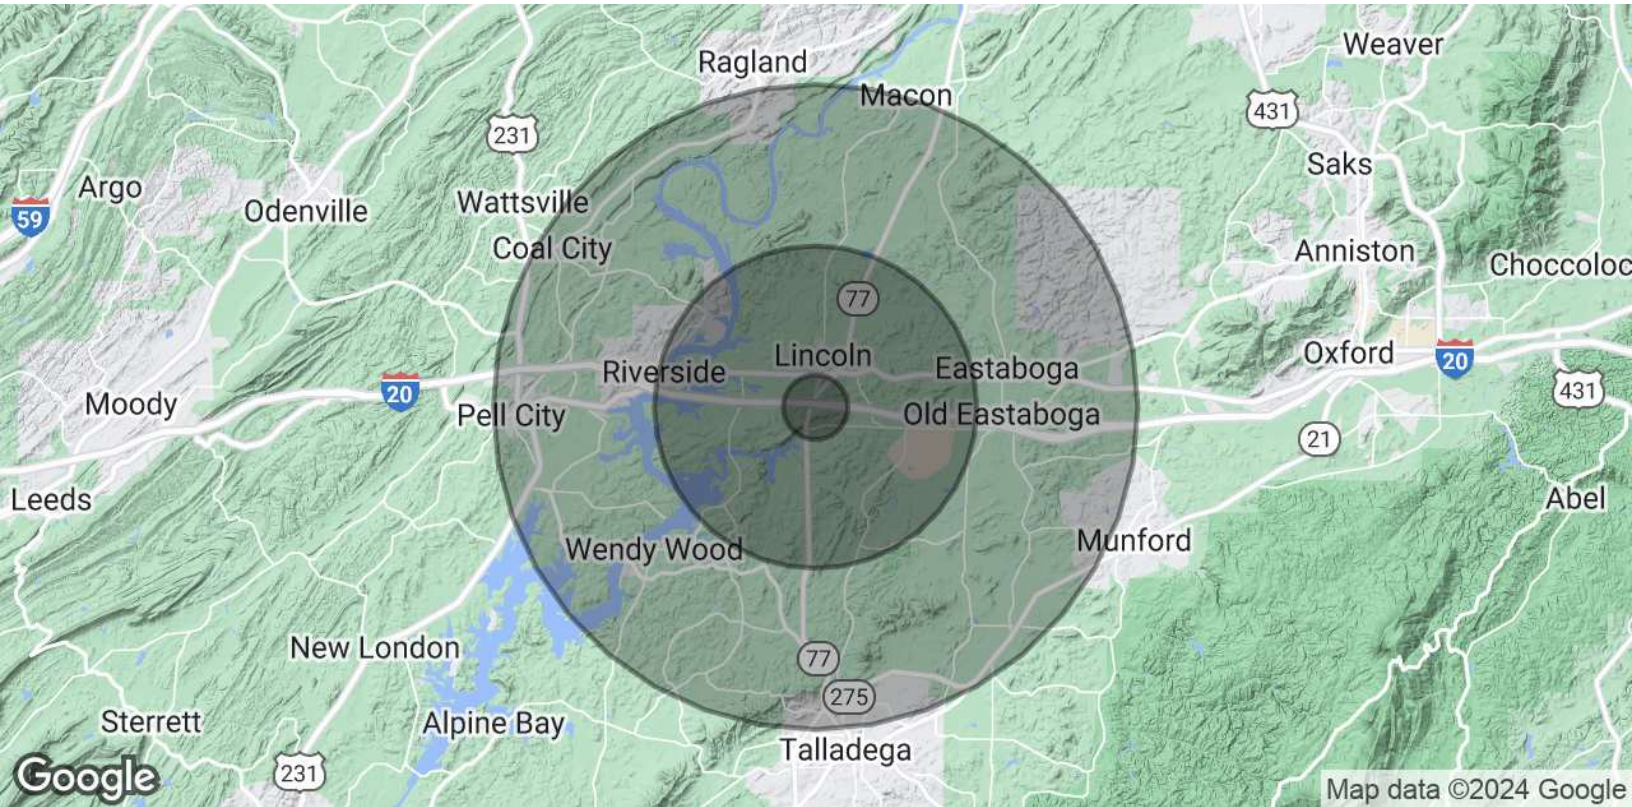 Weaver
Ragland
Macon
431
231
Saks
Argo
Wattsville
59
Odenville
Coal City
Anniston
Choccoloc
77
Lincoln
Oxford
20
Riverside
Eastaboga
20
431
Moody
Pell City
Old Eastaboga
21
Leeds
Abel
Wendy Wood
Munford
New London
77
275
Sterrett
Alpine Bay
Talladega
231
Google
Map data ©2024 Google